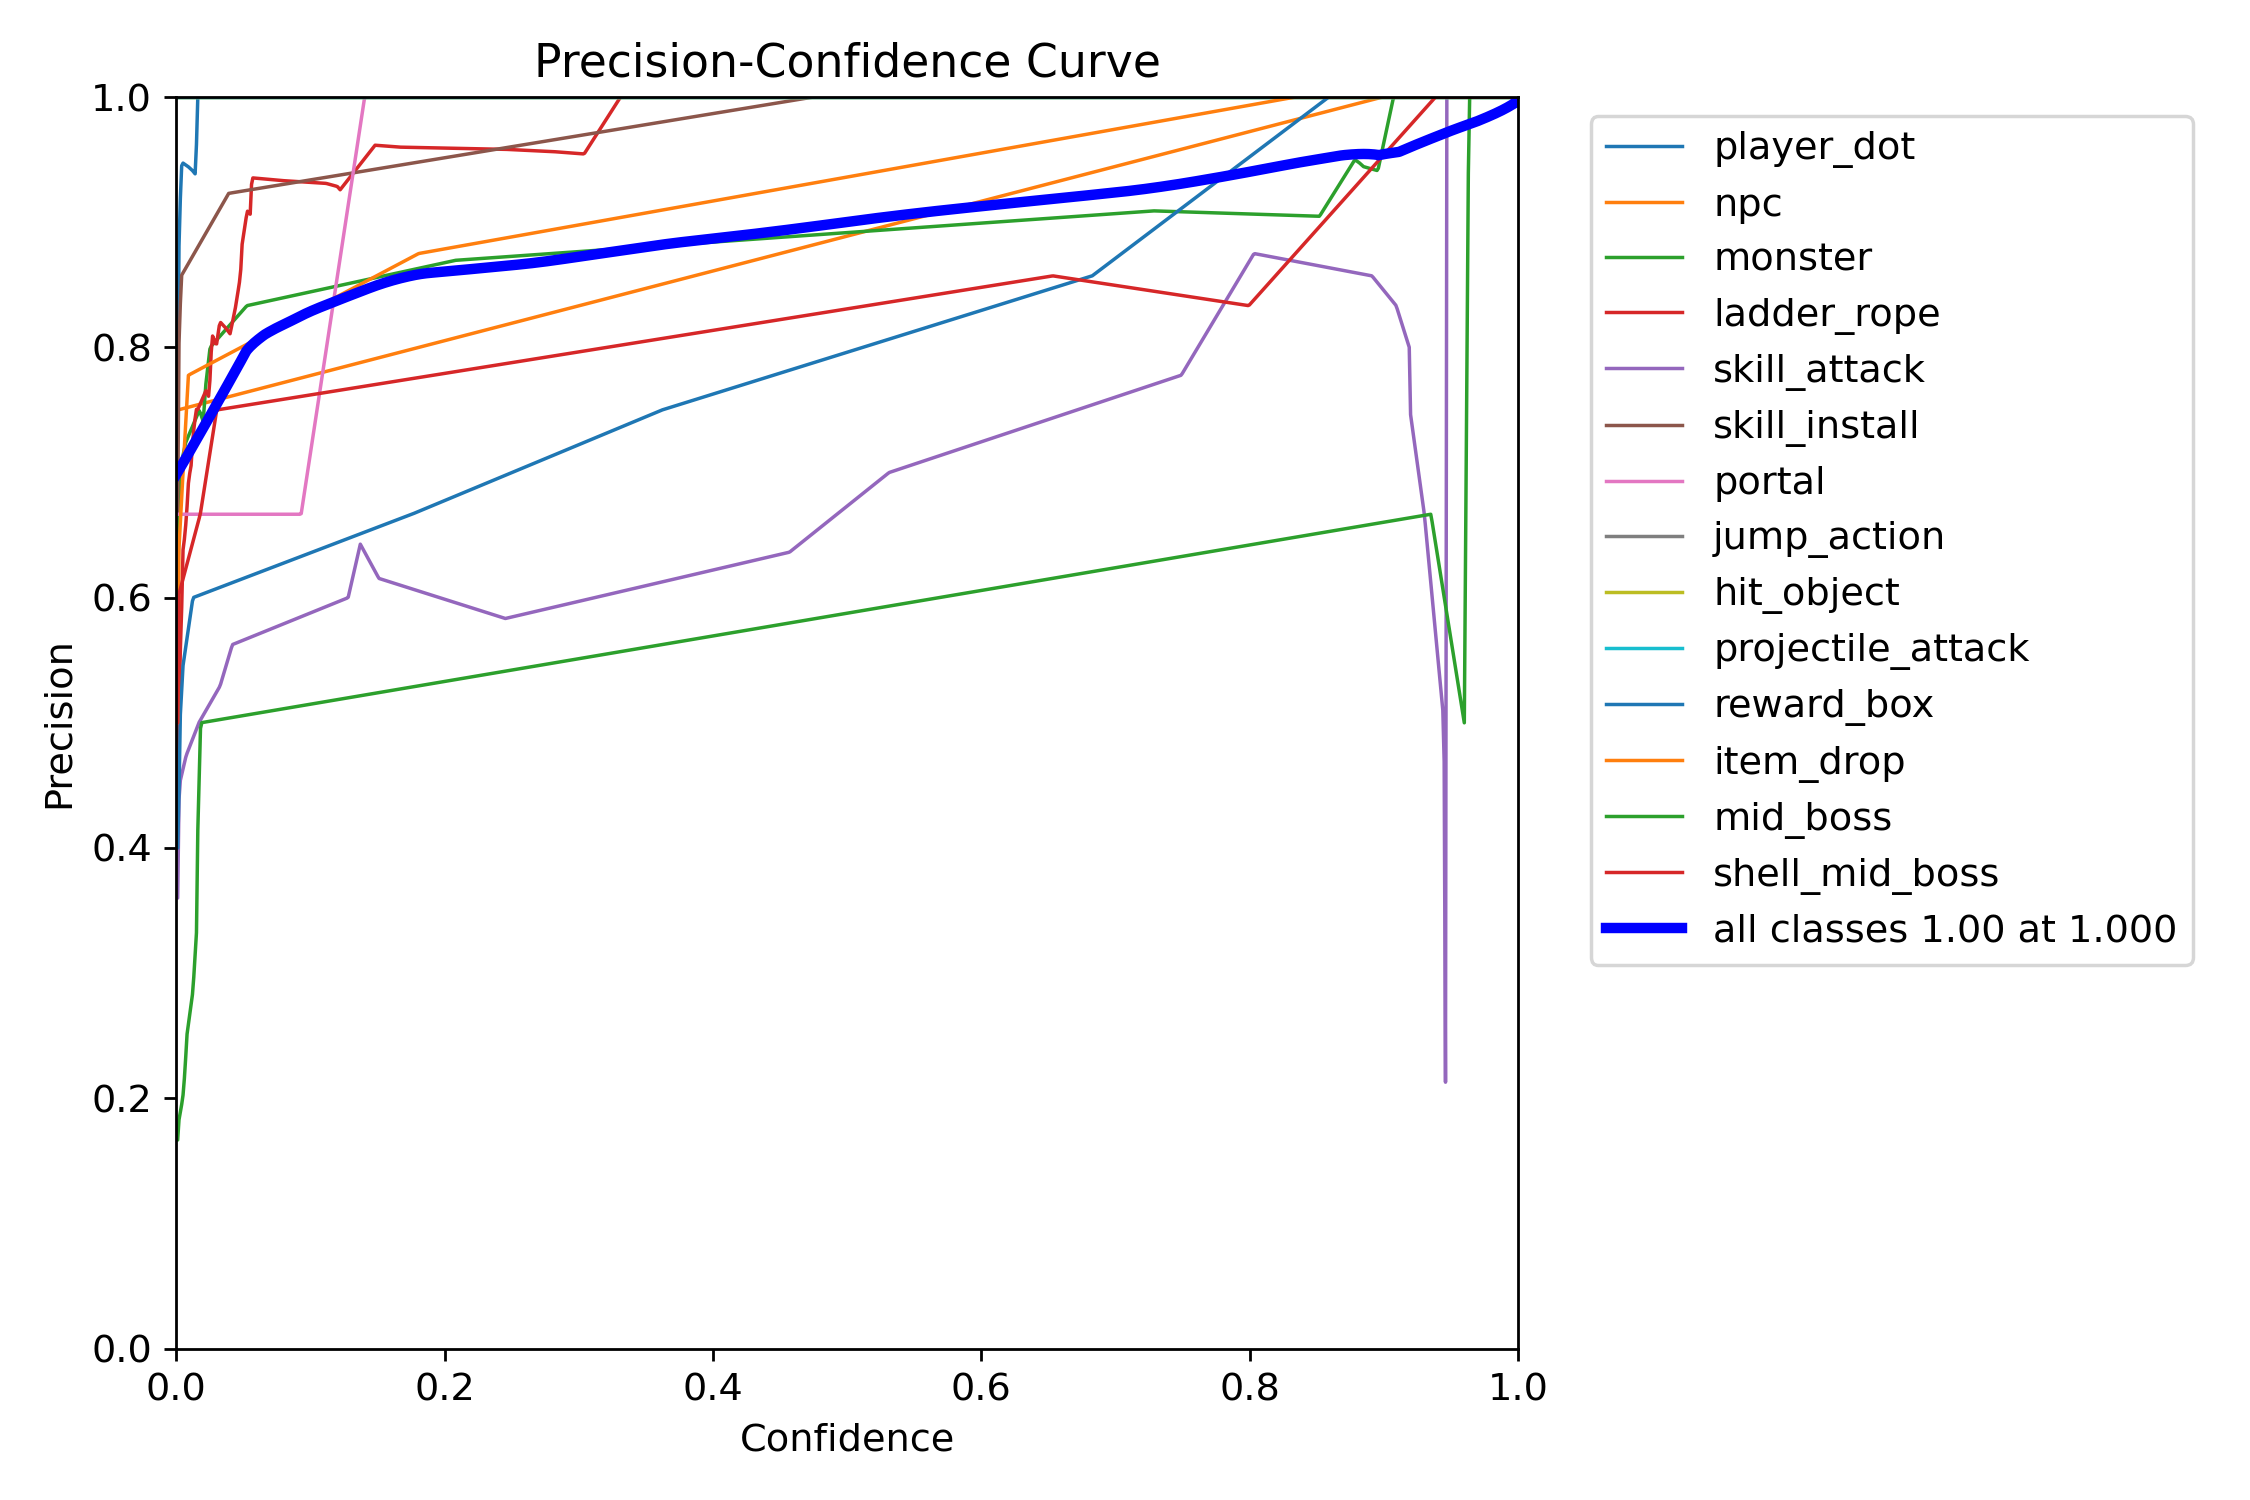 Precision-Confidence Curve
1.0
0.8
0.6
0.4
0.2
0.0
Precision
0.0 0.2 0.4 0.6 0.8 1.0
Confidence
player_dot
npc
monster
ladder_rope
skill_attack
skill_install
portal
jump_action
hit_object
projectile_attack
reward_box
item_drop
mid_boss
shell_mid_boss
all classes 1.00 at 1.000